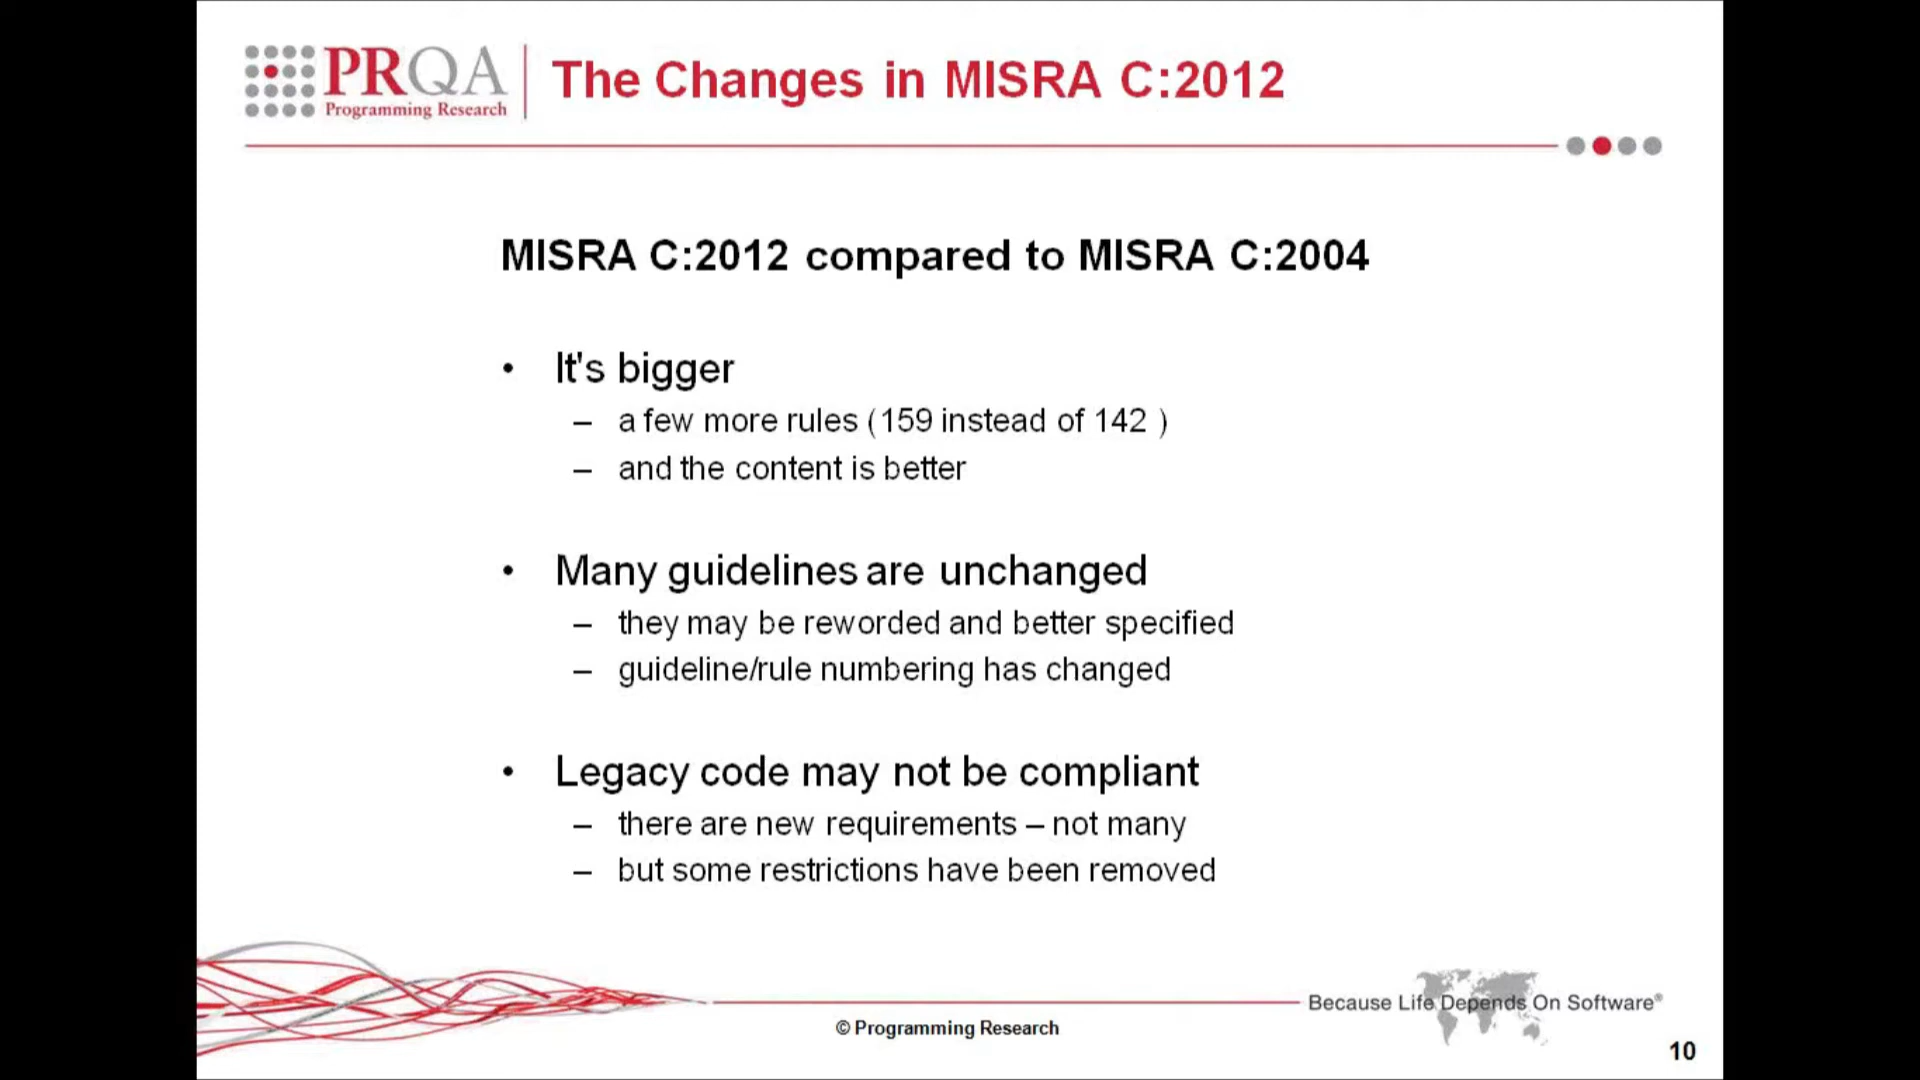 PRQA
Programming Research
The Changes in MISRA C:2012
MISRA C:2012 compared to MISRA C:2004
• It's bigger
– a few more rules (159 instead of 142 )
– and the content is better
• Many guidelines are unchanged
– they may be reworded and better specified
– guideline/rule numbering has changed
• Legacy code may not be compliant
– there are new requirements – not many
– but some restrictions have been removed
Because Life Depends On Software®
© Programming Research
10